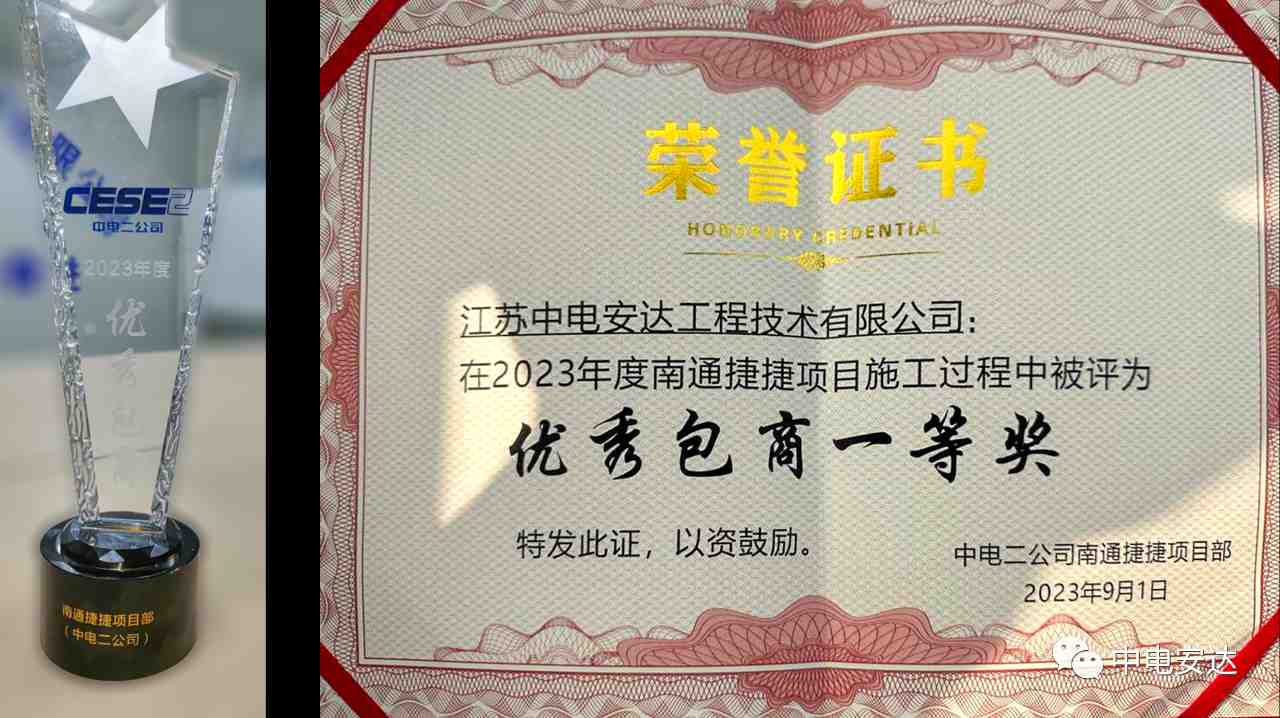 CESE2
中电二公司
2023年度
优
秀
南通捷捷项目部
（中电二公司）
荣誉证书
HONORARY CREDENTIAL
江苏中电安达工程技术有限公司：
在2023年度南通捷捷项目施工过程中被评为
优秀包商一等奖
特发此证，以资鼓励。
中电二公司南通捷捷项目部
2023年9月1日
中电安达